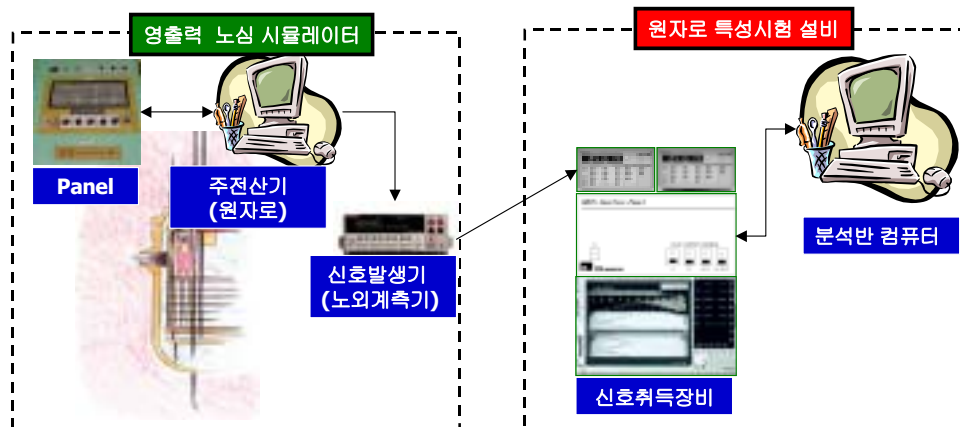 영출력 노심 시뮬레이터
원자로 특성시험 설비
Panel
주전산기
(원자로)
신호발생기
(노외계측기)
분석반 컴퓨터
신호취득장비